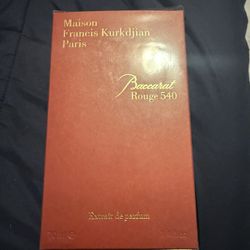 Maison
Francis Kurkdjian
Paris
Baccarat
Rouge 540
Extrait de parfum